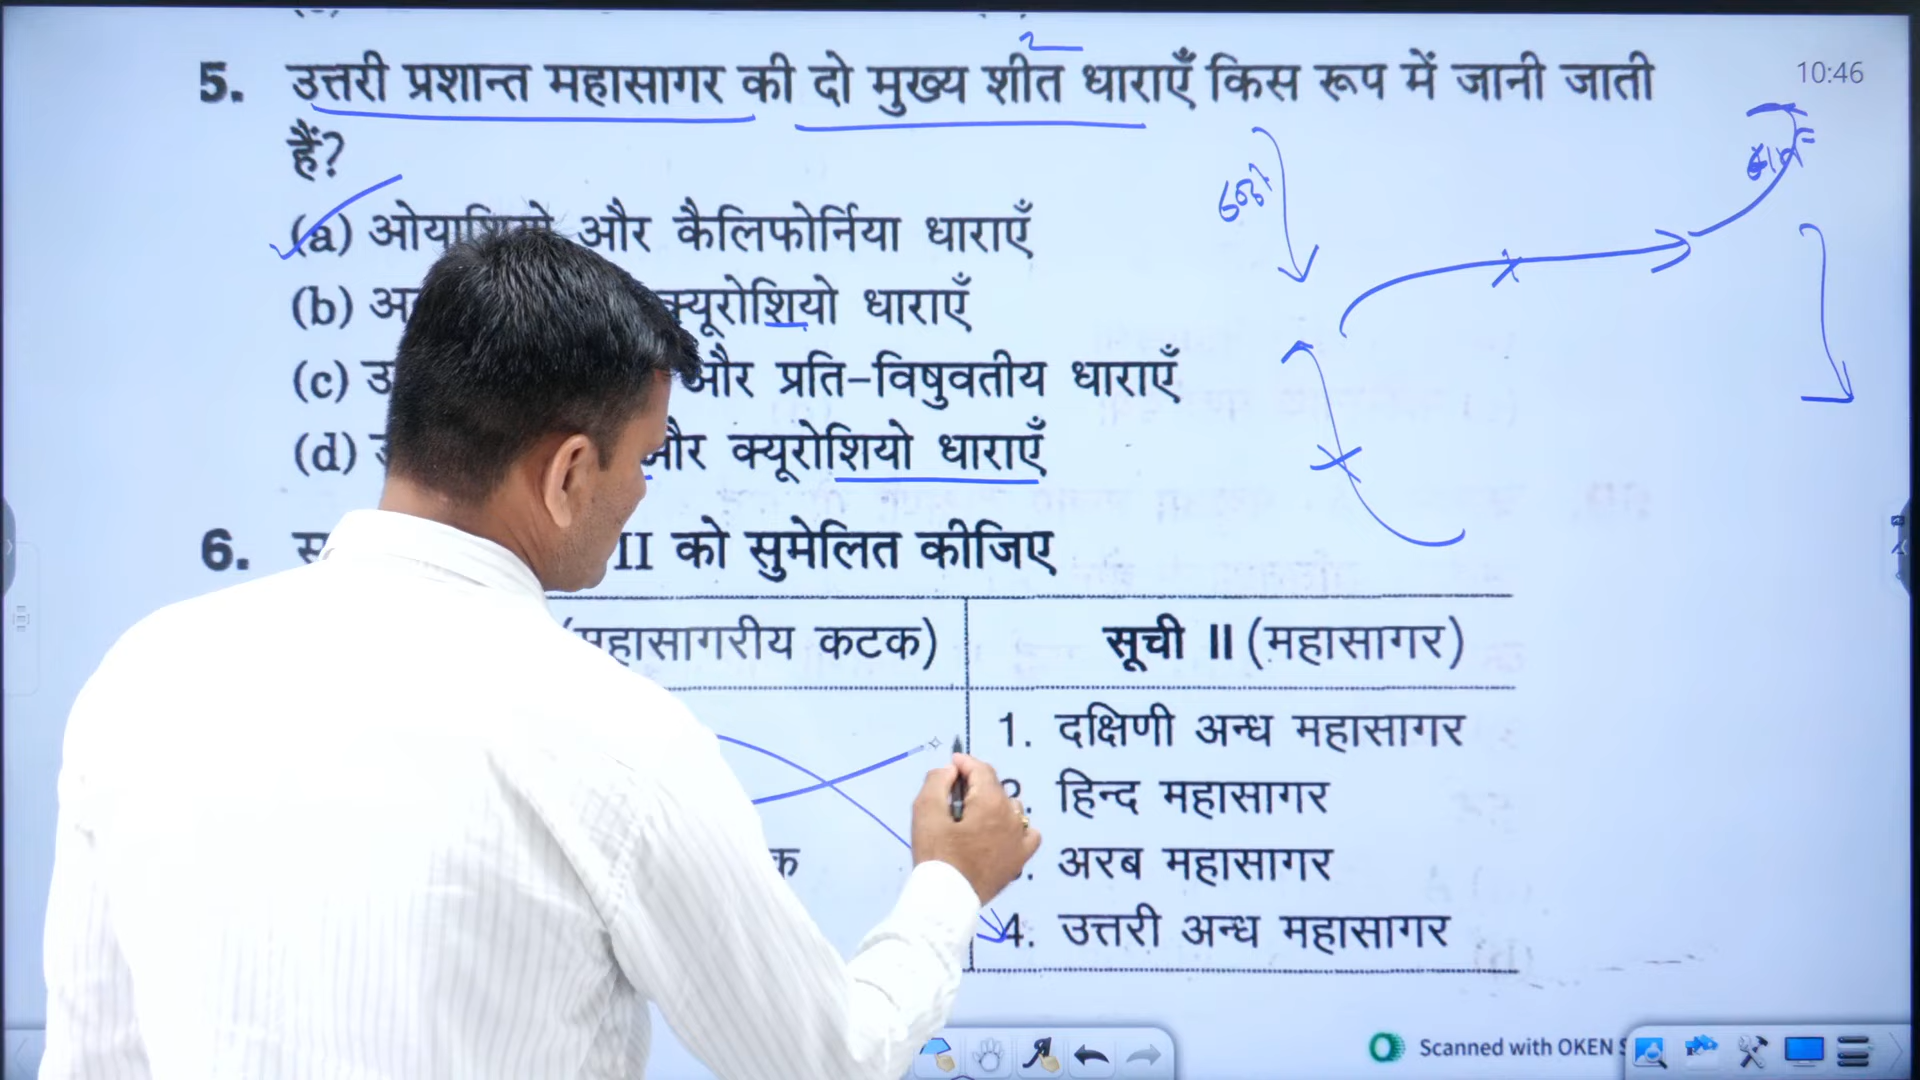 10:46
5. उत्तरी प्रशान्त महासागर की दो मुख्य शीत धाराएँ किस रूप में जानी जाती
हैं?
(a) ओयाशियो और कैलिफोर्निया धाराएँ
(b) क्यूरोशियो धाराएँ
(c) और प्रति-विषुवतीय धाराएँ
(d) और क्यूरोशियो धाराएँ
6. II को सुमेलित कीजिए
(महासागरीय कटक) सूची II (महासागर)
1. दक्षिणी अन्ध महासागर
2. हिन्द महासागर
3. अरब महासागर
4. उत्तरी अन्ध महासागर
Scanned with OKEN